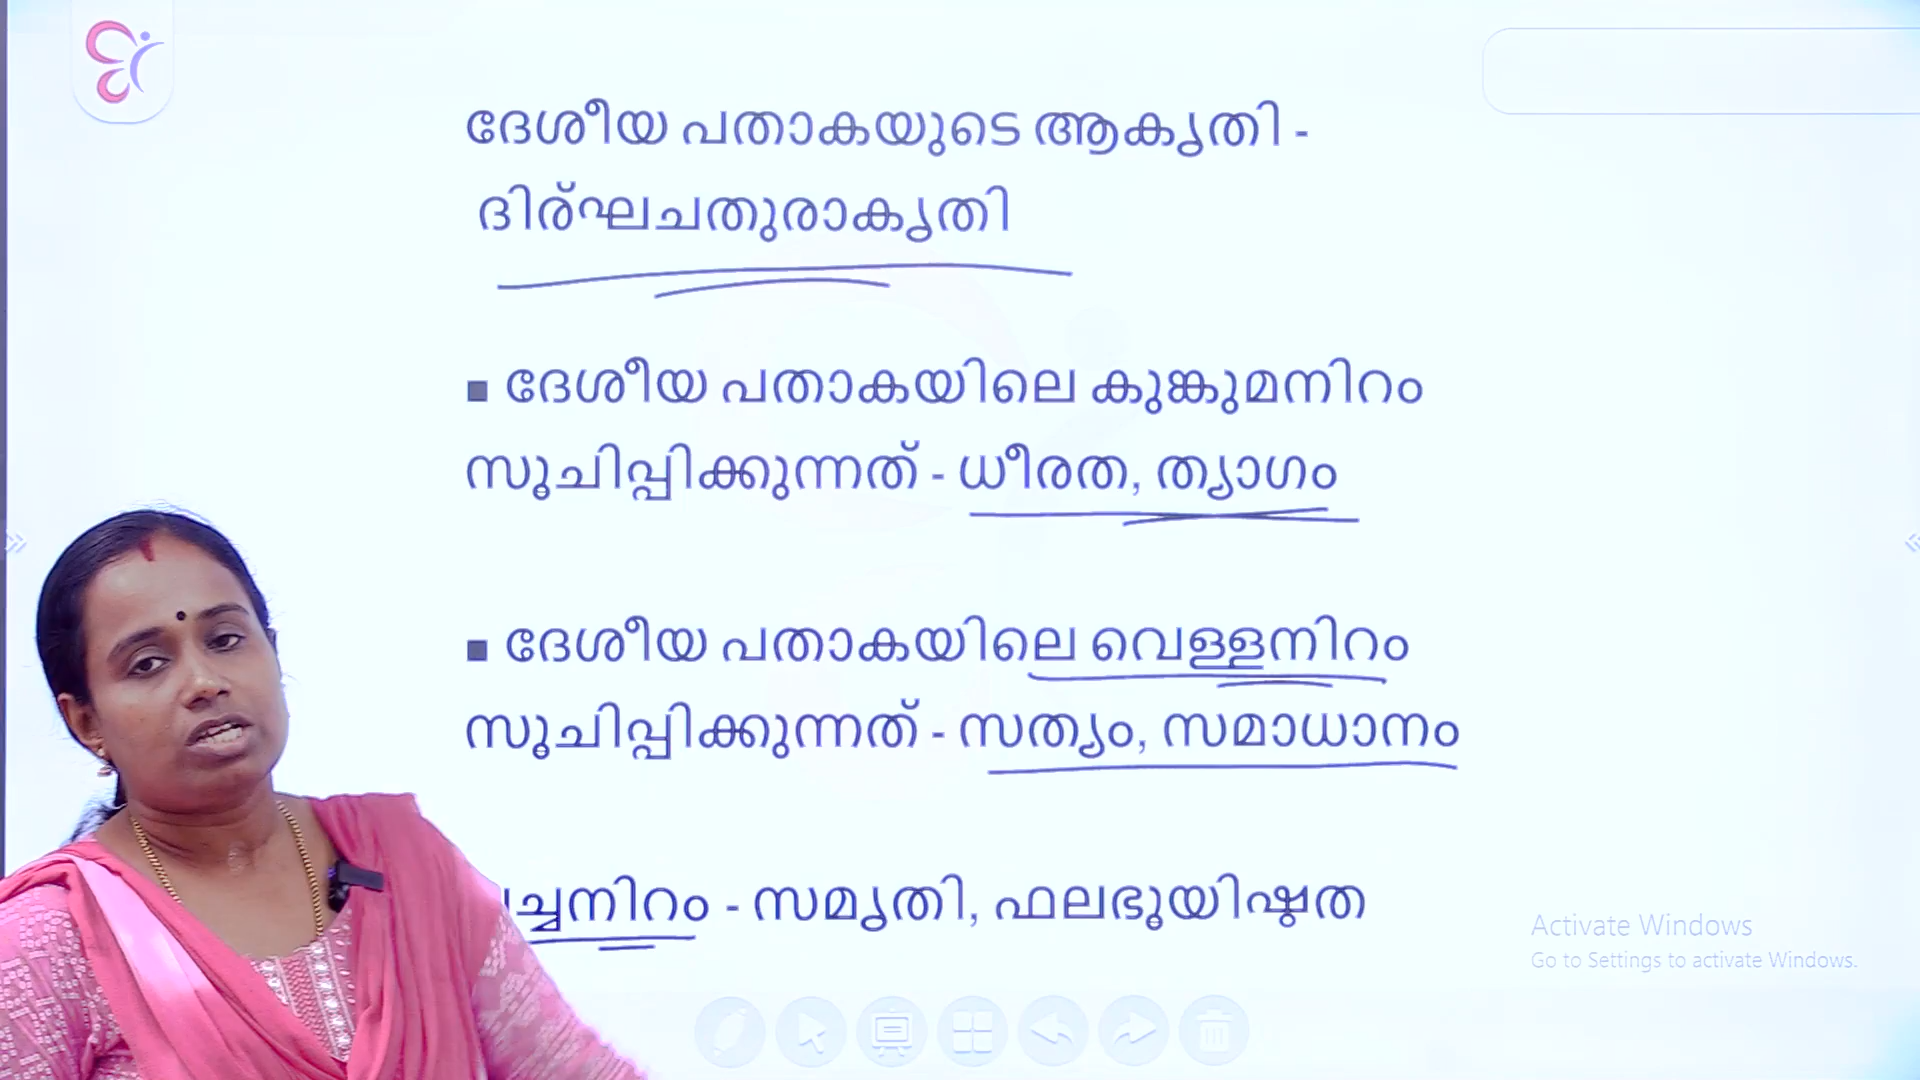 ദേശീയ പതാകയുടെ ആകൃതി -
ദിര്‌ഘചതുരാകൃതി
▪ ദേശീയ പതാകയിലെ കുങ്കുമനിറം
സൂചിപ്പിക്കുന്നത് - ധീരത, ത്യാഗം
▪ ദേശീയ പതാകയിലെ വെള്ളനിറം
സൂചിപ്പിക്കുന്നത് - സത്യം, സമാധാനം
ച്ചനിറം - സമൃതി, ഫലഭൂയിഷ്ഠത
Activate Windows
Go to Settings to activate Windows.